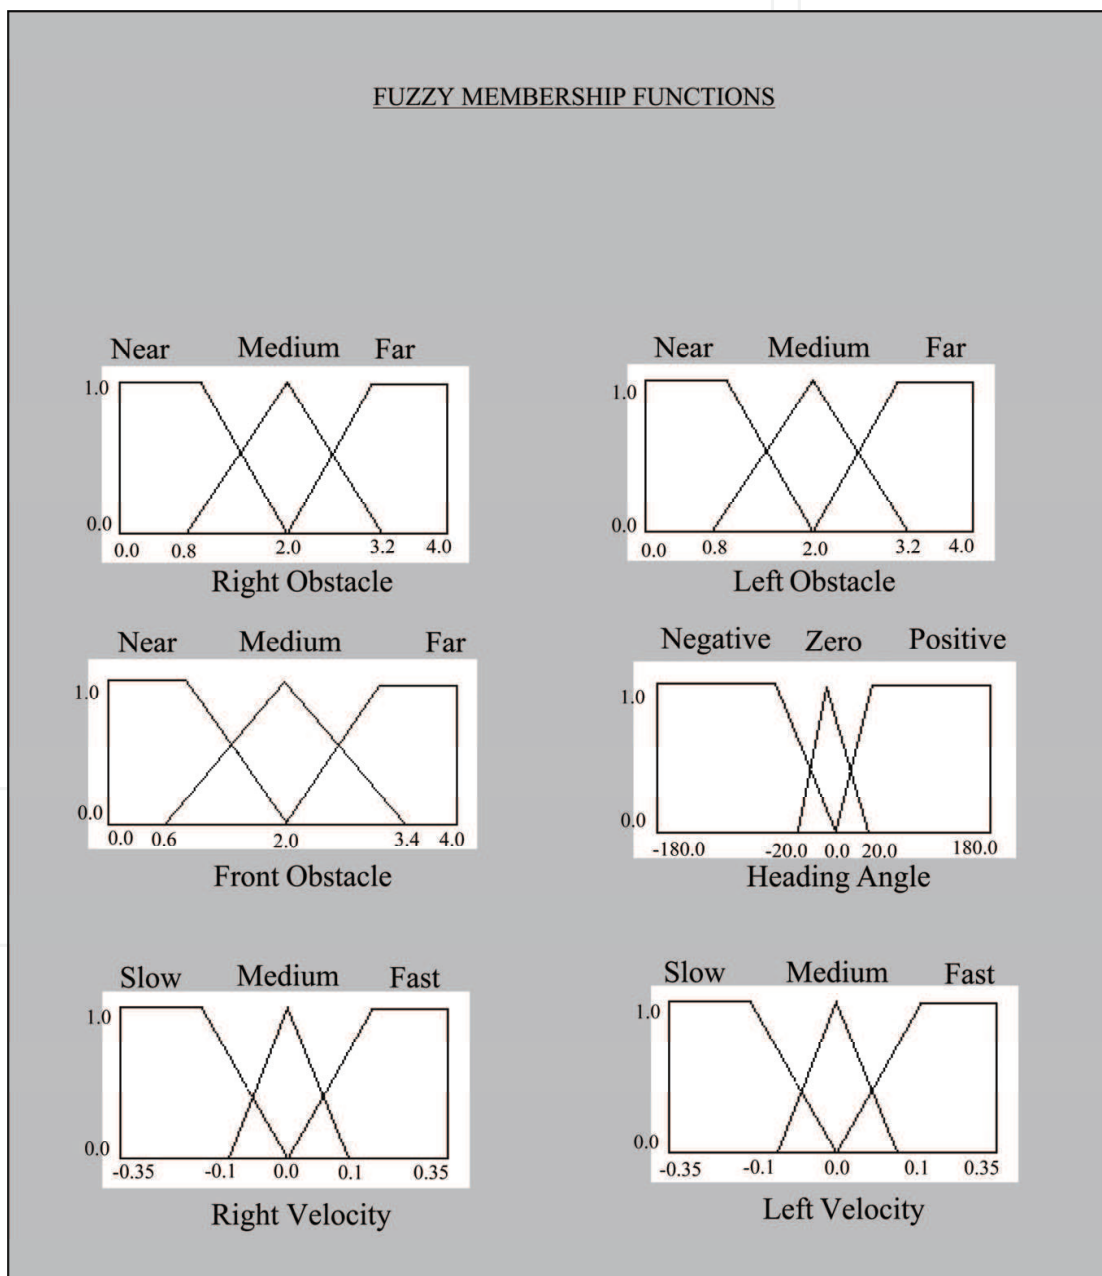 FUZZY MEMBERSHIP FUNCTIONS
Near Medium Far
1.0
0.0
0.0 0.8 2.0 3.2 4.0
Right Obstacle
Near Medium Far
1.0
0.0
0.0 0.8 2.0 3.2 4.0
Left Obstacle
Near Medium Far
1.0
0.0
0.0 0.6 2.0 3.4 4.0
Front Obstacle
Negative Zero Positive
1.0
0.0
-180.0 -20.0 0.0 20.0 180.0
Heading Angle
Slow Medium Fast
1.0
0.0
-0.35 -0.1 0.0 0.1 0.35
Right Velocity
Slow Medium Fast
1.0
0.0
-0.35 -0.1 0.0 0.1 0.35
Left Velocity